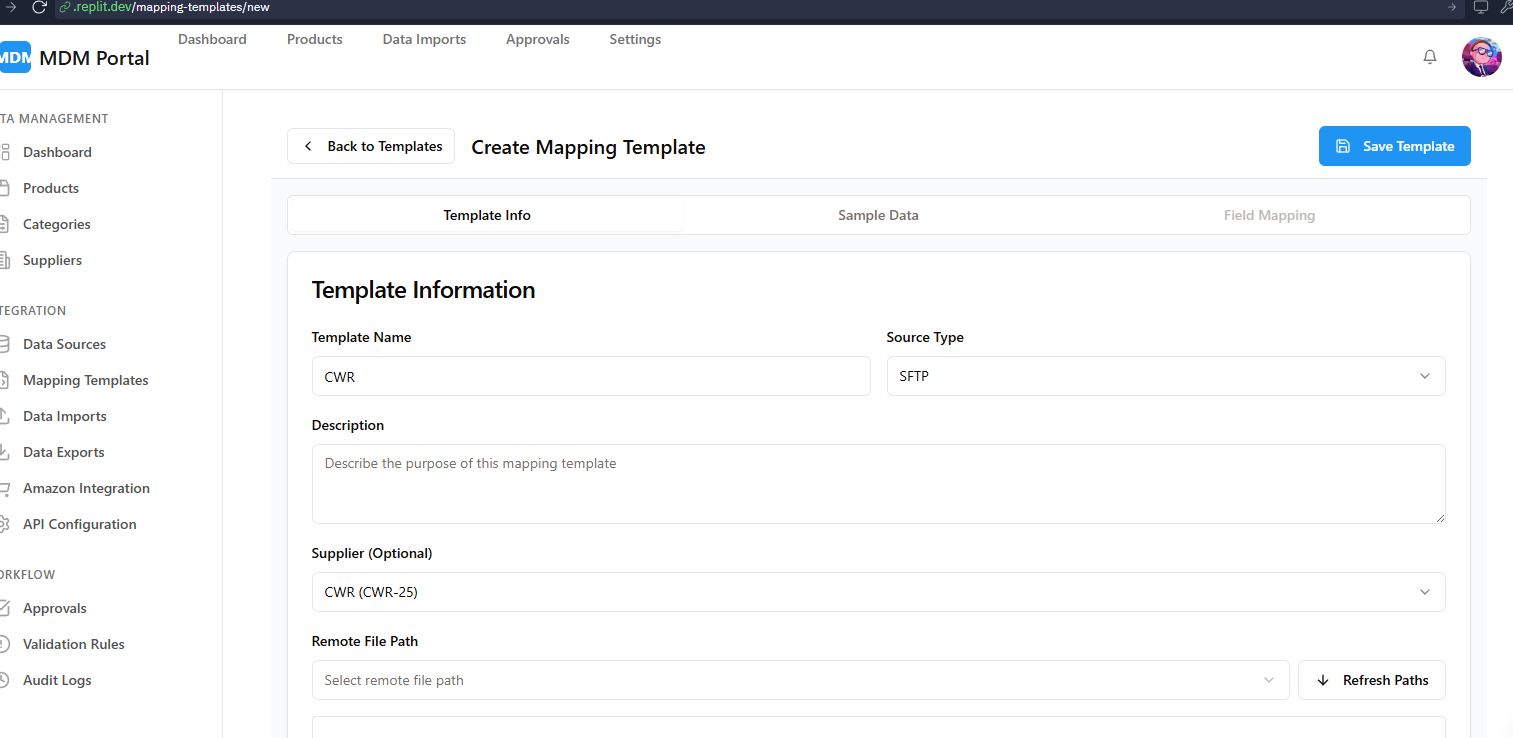 .replit.dev/mapping-templates/new
Dashboard Products Data Imports Approvals Settings
MDM MDM Portal
TA MANAGEMENT
Dashboard
Products
Categories
Suppliers
TEGRATION
Data Sources
Mapping Templates
Data Imports
Data Exports
Amazon Integration
API Configuration
ORKFLOW
Approvals
Validation Rules
Audit Logs
Back to Templates
Create Mapping Template
Save Template
Template Info Sample Data Field Mapping
Template Information
Template Name Source Type
CWR SFTP
Description
Describe the purpose of this mapping template
Supplier (Optional)
CWR (CWR-25)
Remote File Path
Select remote file path Refresh Paths